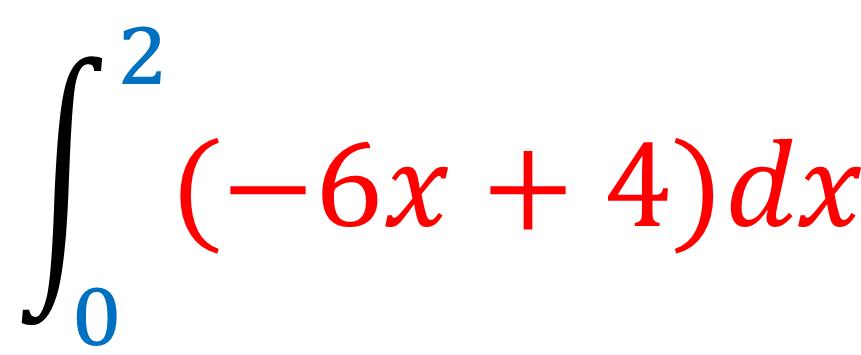 ∫₀² (−6x + 4)dx